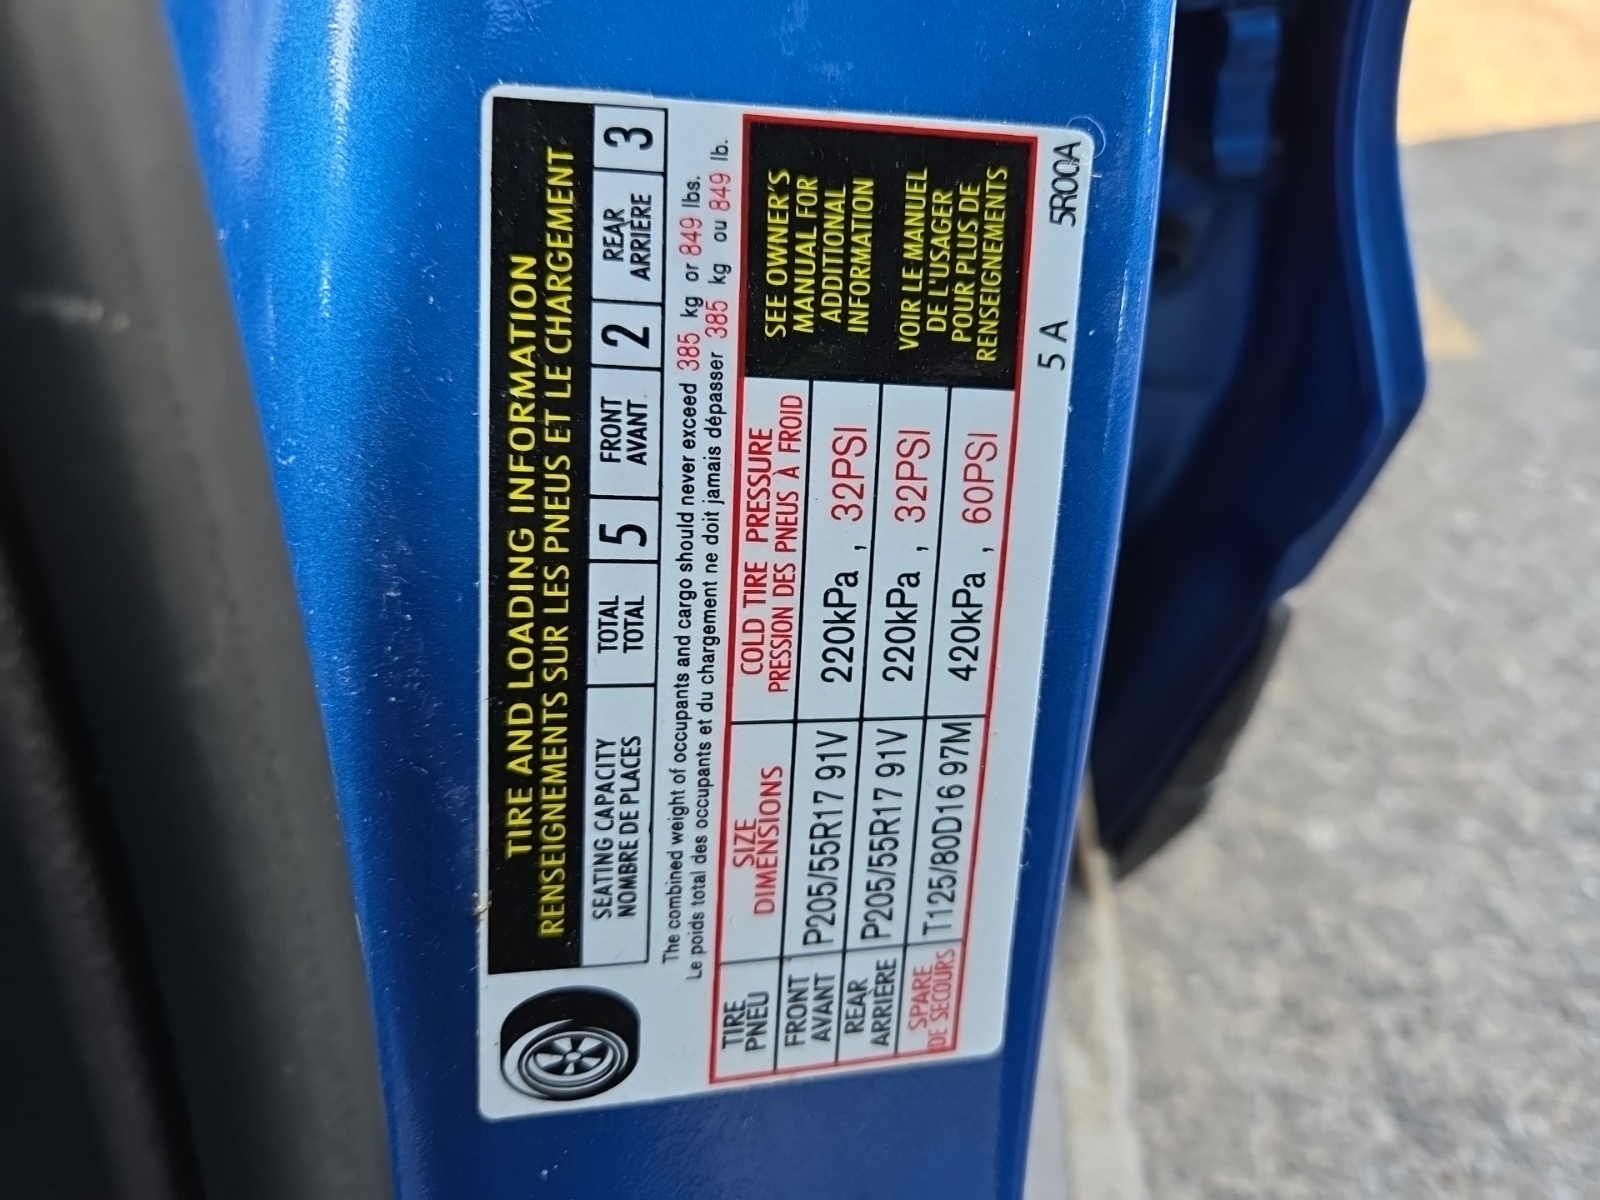 TIRE AND LOADING INFORMATION
RENSEIGNEMENTS SUR LES PNEUS ET LE CHARGEMENT
SEATING CAPACITY
NOMBRE DE PLACES
TOTAL
TOTAL
5
FRONT
AVANT
2
REAR
ARRIÈRE
3
The combined weight of occupants and cargo should never exceed 385 kg or 849 lbs.
Le poids total des occupants et du chargement ne doit jamais dépasser 385 kg ou 849 lb.
TIRE
PNEU
SIZE
DIMENSIONS
COLD TIRE PRESSURE
PRESSION DES PNEUS À FROID
FRONT
AVANT
P205/55R17 91V
220kPa , 32PSI
REAR
ARRIÈRE
P205/55R17 91V
220kPa , 32PSI
SPARE
DE SECOURS
T125/80D16 97M
420kPa , 60PSI
SEE OWNER'S
MANUAL FOR
ADDITIONAL
INFORMATION
VOIR LE MANUEL
DE L'USAGER
POUR PLUS DE
RENSEIGNEMENTS
5 A 5R00A